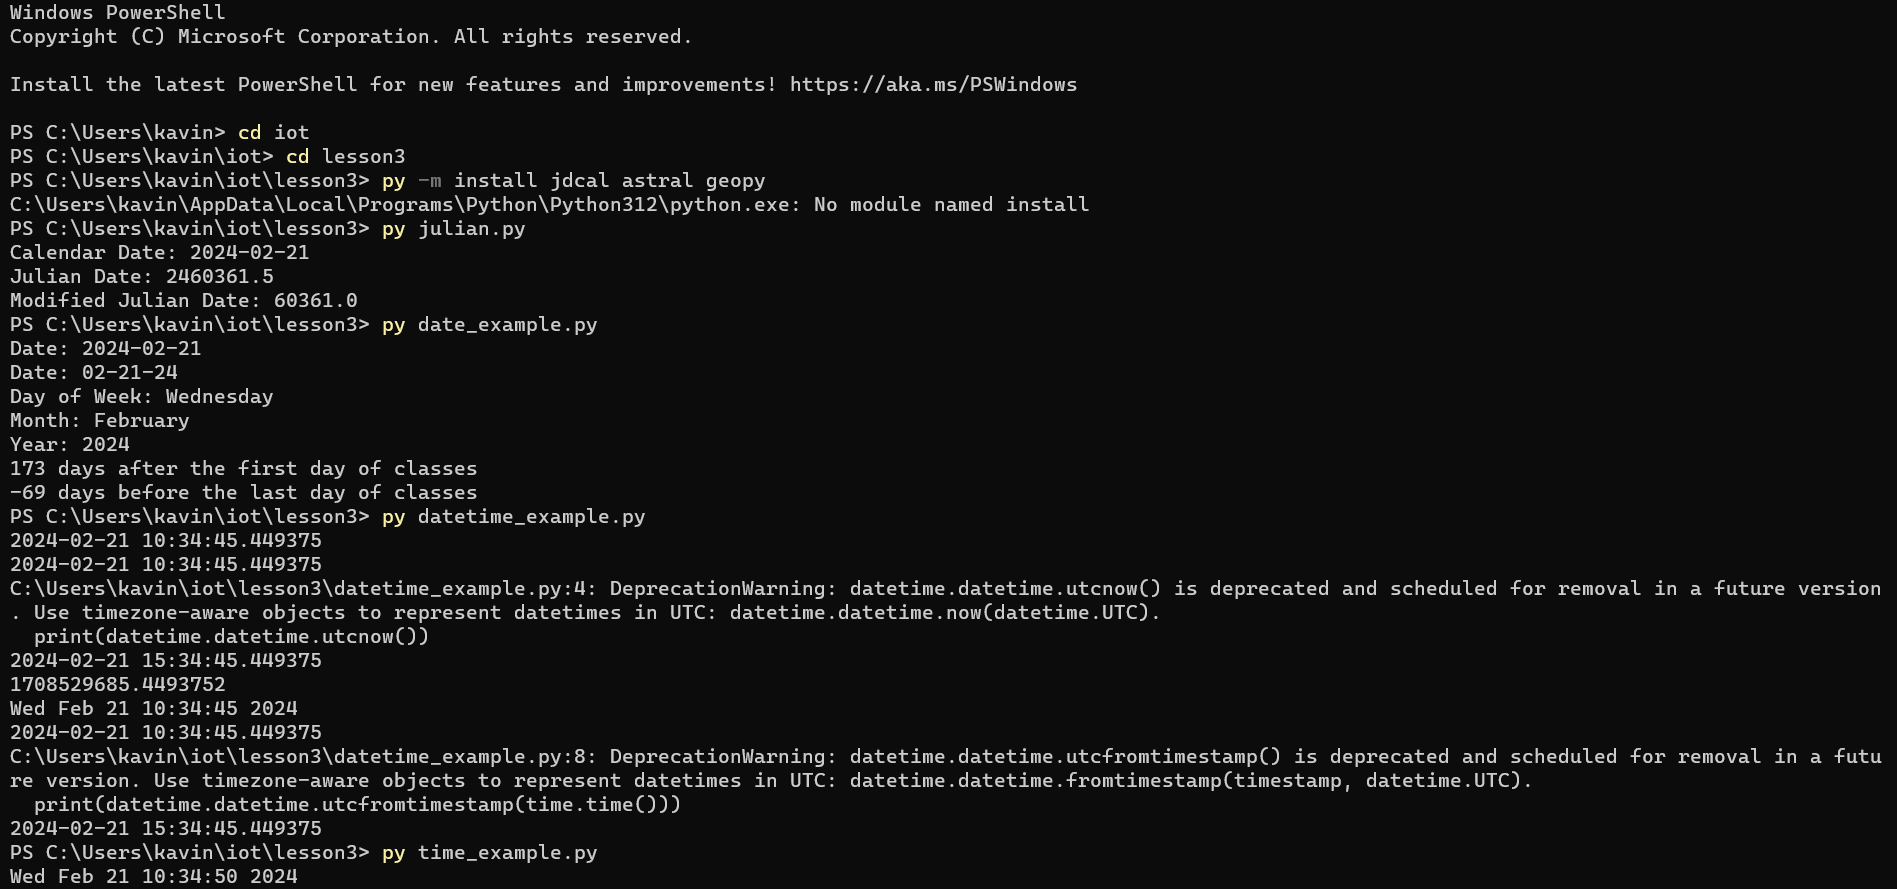 Windows PowerShell
Copyright (C) Microsoft Corporation. All rights reserved.
Install the latest PowerShell for new features and improvements! https://aka.ms/PSWindows
PS C:\Users\kavin> cd iot
PS C:\Users\kavin\iot> cd lesson3
PS C:\Users\kavin\iot\lesson3> py -m install jdcal astral geopy
C:\Users\kavin\AppData\Local\Programs\Python\Python312\python.exe: No module named install
PS C:\Users\kavin\iot\lesson3> py julian.py
Calendar Date: 2024-02-21
Julian Date: 2460361.5
Modified Julian Date: 60361.0
PS C:\Users\kavin\iot\lesson3> py date_example.py
Date: 2024-02-21
Date: 02-21-24
Day of Week: Wednesday
Month: February
Year: 2024
173 days after the first day of classes
-69 days before the last day of classes
PS C:\Users\kavin\iot\lesson3> py datetime_example.py
2024-02-21 10:34:45.449375
2024-02-21 10:34:45.449375
C:\Users\kavin\iot\lesson3\datetime_example.py:4: DeprecationWarning: datetime.datetime.utcnow() is deprecated and scheduled for removal in a future version
. Use timezone-aware objects to represent datetimes in UTC: datetime.datetime.now(datetime.UTC).
  print(datetime.datetime.utcnow())
2024-02-21 15:34:45.449375
1708529685.4493752
Wed Feb 21 10:34:45 2024
2024-02-21 10:34:45.449375
C:\Users\kavin\iot\lesson3\datetime_example.py:8: DeprecationWarning: datetime.datetime.utcfromtimestamp() is deprecated and scheduled for removal in a futu
re version. Use timezone-aware objects to represent datetimes in UTC: datetime.datetime.fromtimestamp(timestamp, datetime.UTC).
  print(datetime.datetime.utcfromtimestamp(time.time()))
2024-02-21 15:34:45.449375
PS C:\Users\kavin\iot\lesson3> py time_example.py
Wed Feb 21 10:34:50 2024